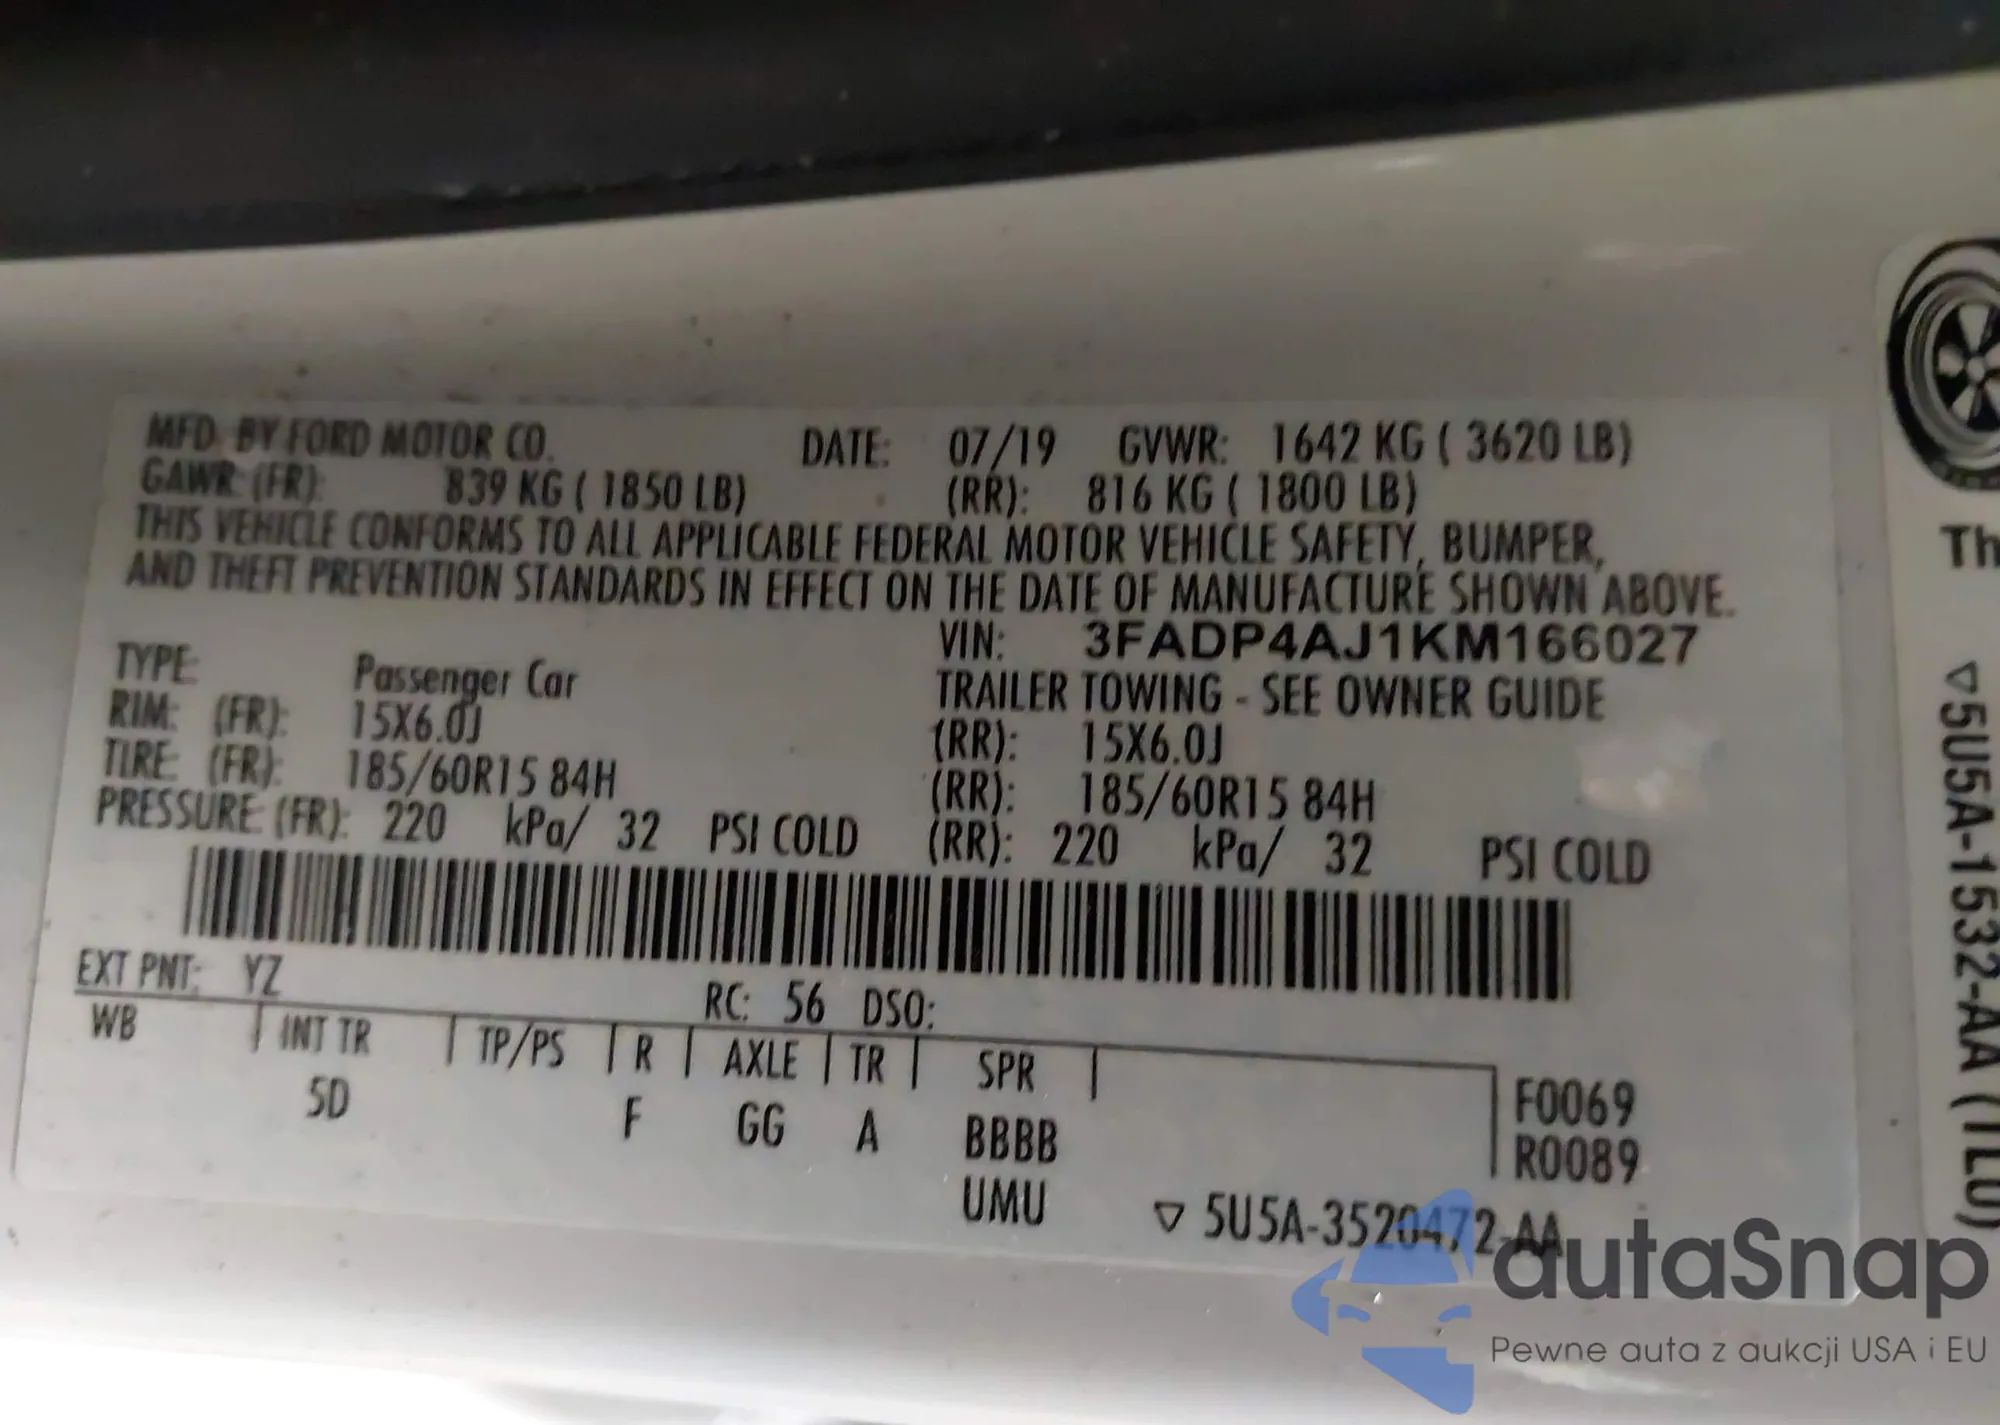 MFD. BY FORD MOTOR CO. DATE: 07/19 GVWR: 1642 KG ( 3620 LB)
GAWR: (FR): 839 KG ( 1850 LB) (RR): 816 KG ( 1800 LB)
THIS VEHICLE CONFORMS TO ALL APPLICABLE FEDERAL MOTOR VEHICLE SAFETY, BUMPER,
AND THEFT PREVENTION STANDARDS IN EFFECT ON THE DATE OF MANUFACTURE SHOWN ABOVE.
VIN: 3FADP4AJ1KM166027
TYPE: Passenger Car TRAILER TOWING - SEE OWNER GUIDE
RIM: (FR): 15X6.0J (RR): 15X6.0J
TIRE: (FR): 185/60R15 84H (RR): 185/60R15 84H
PRESSURE: (FR): 220 kPa/ 32 PSI COLD (RR): 220 kPa/ 32 PSI COLD
EXT PNT: YZ RC: 56 DSO:
WB | INT TR | TP/PS | R | AXLE | TR | SPR |
5D F GG A BBBB
UMU
F0069
R0089
▽ 5U5A-3520472-AA
Th
▽5U5A-1532-AA (TLU)
autaSnap
Pewne auta z aukcji USA i EU